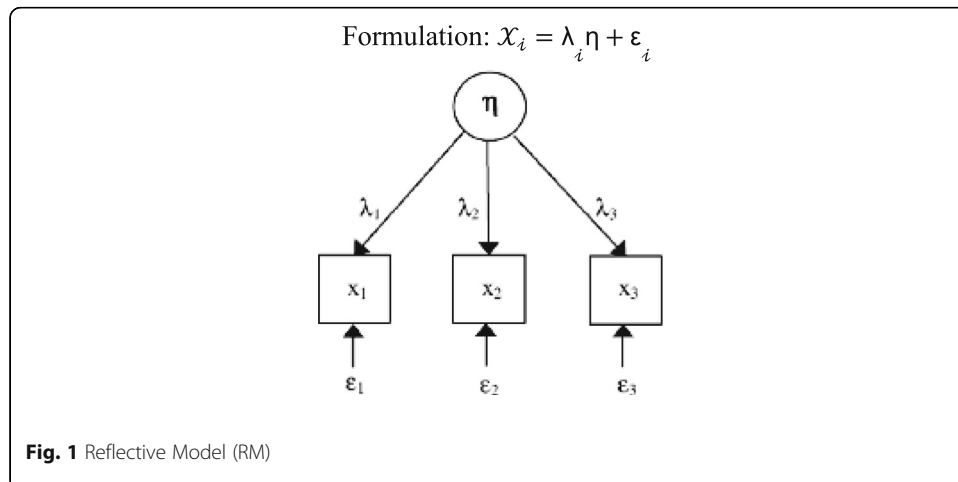 Formulation: 𝒳ᵢ = λᵢη + εᵢ
η
λ₁ λ₂ λ₃
x₁ x₂ x₃
ε₁ ε₂ ε₃
Fig. 1 Reflective Model (RM)